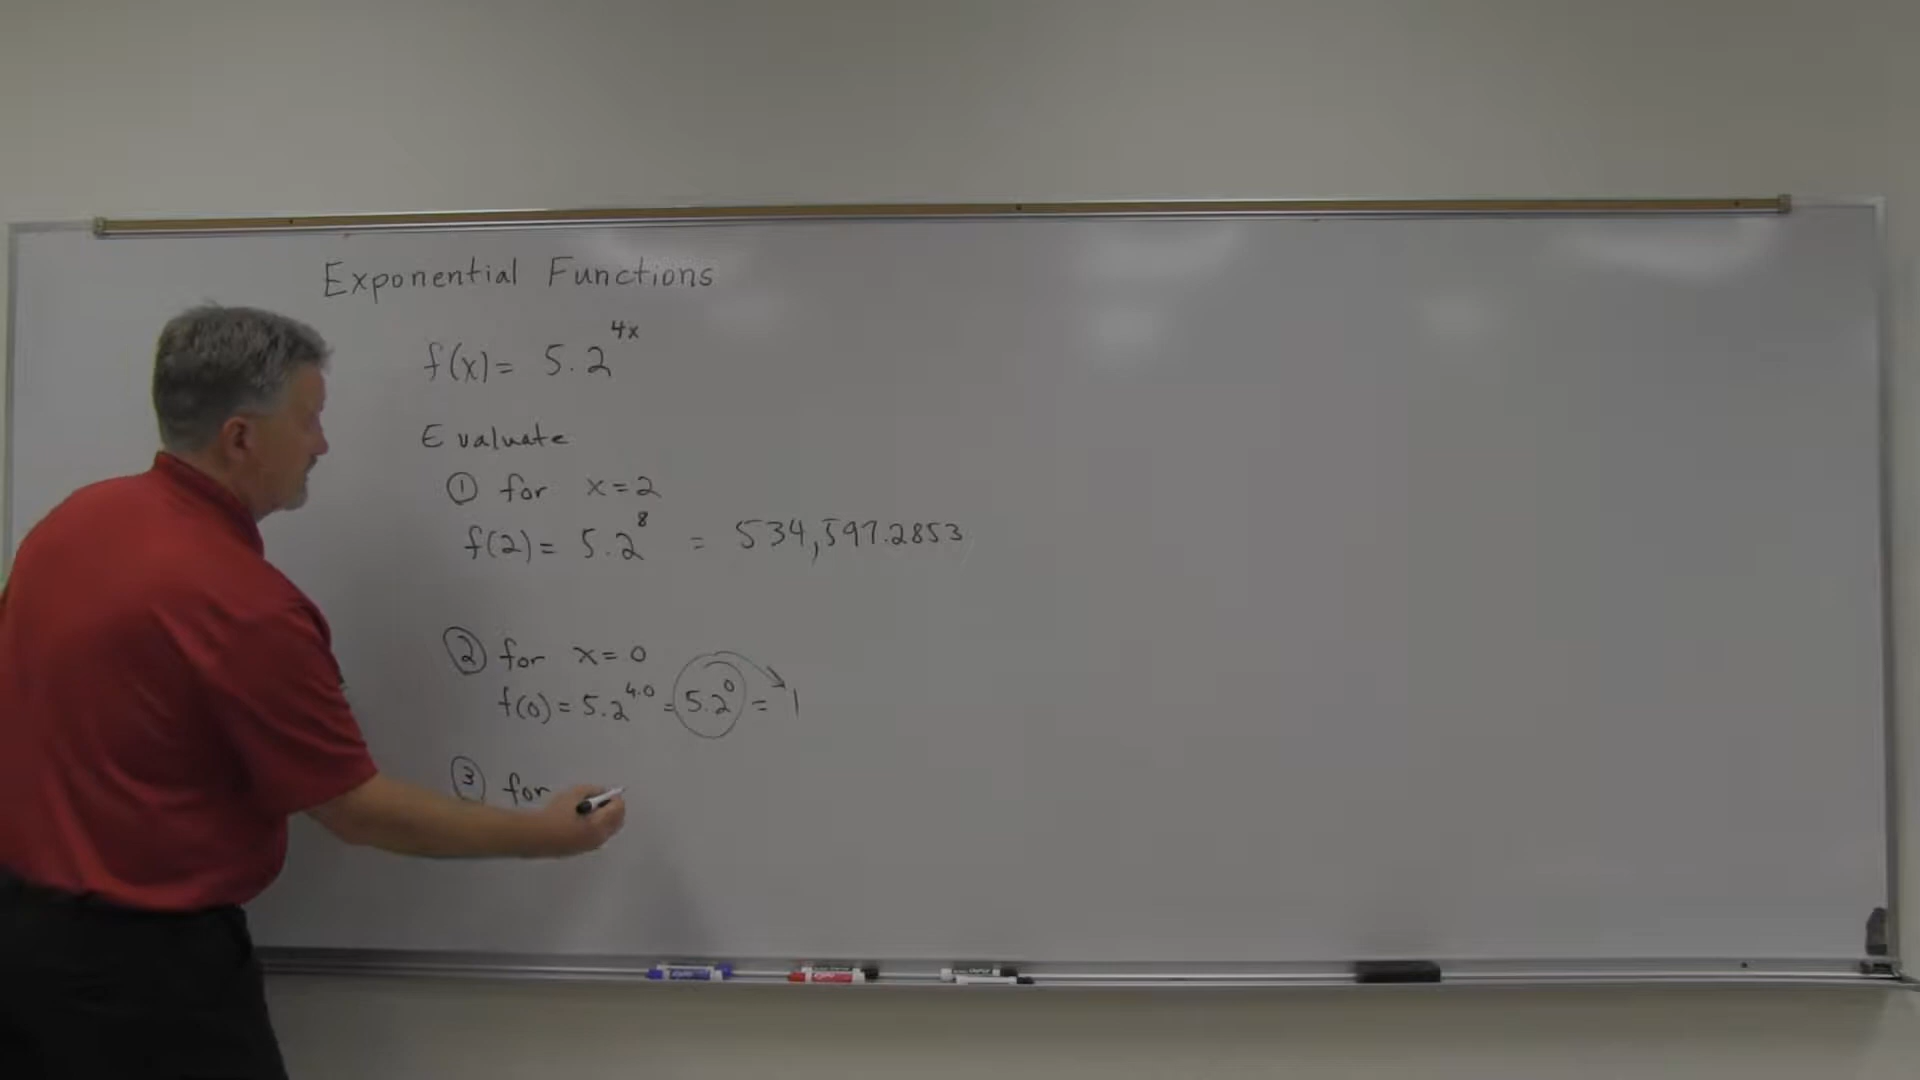 Exponential Functions
f(x) = 5.2^4x
Evaluate
① for x=2
f(2) = 5.2^8 = 534,597.2853
② for x=0
f(0) = 5.2^4.0 = 5.2^0 = 1
③ for